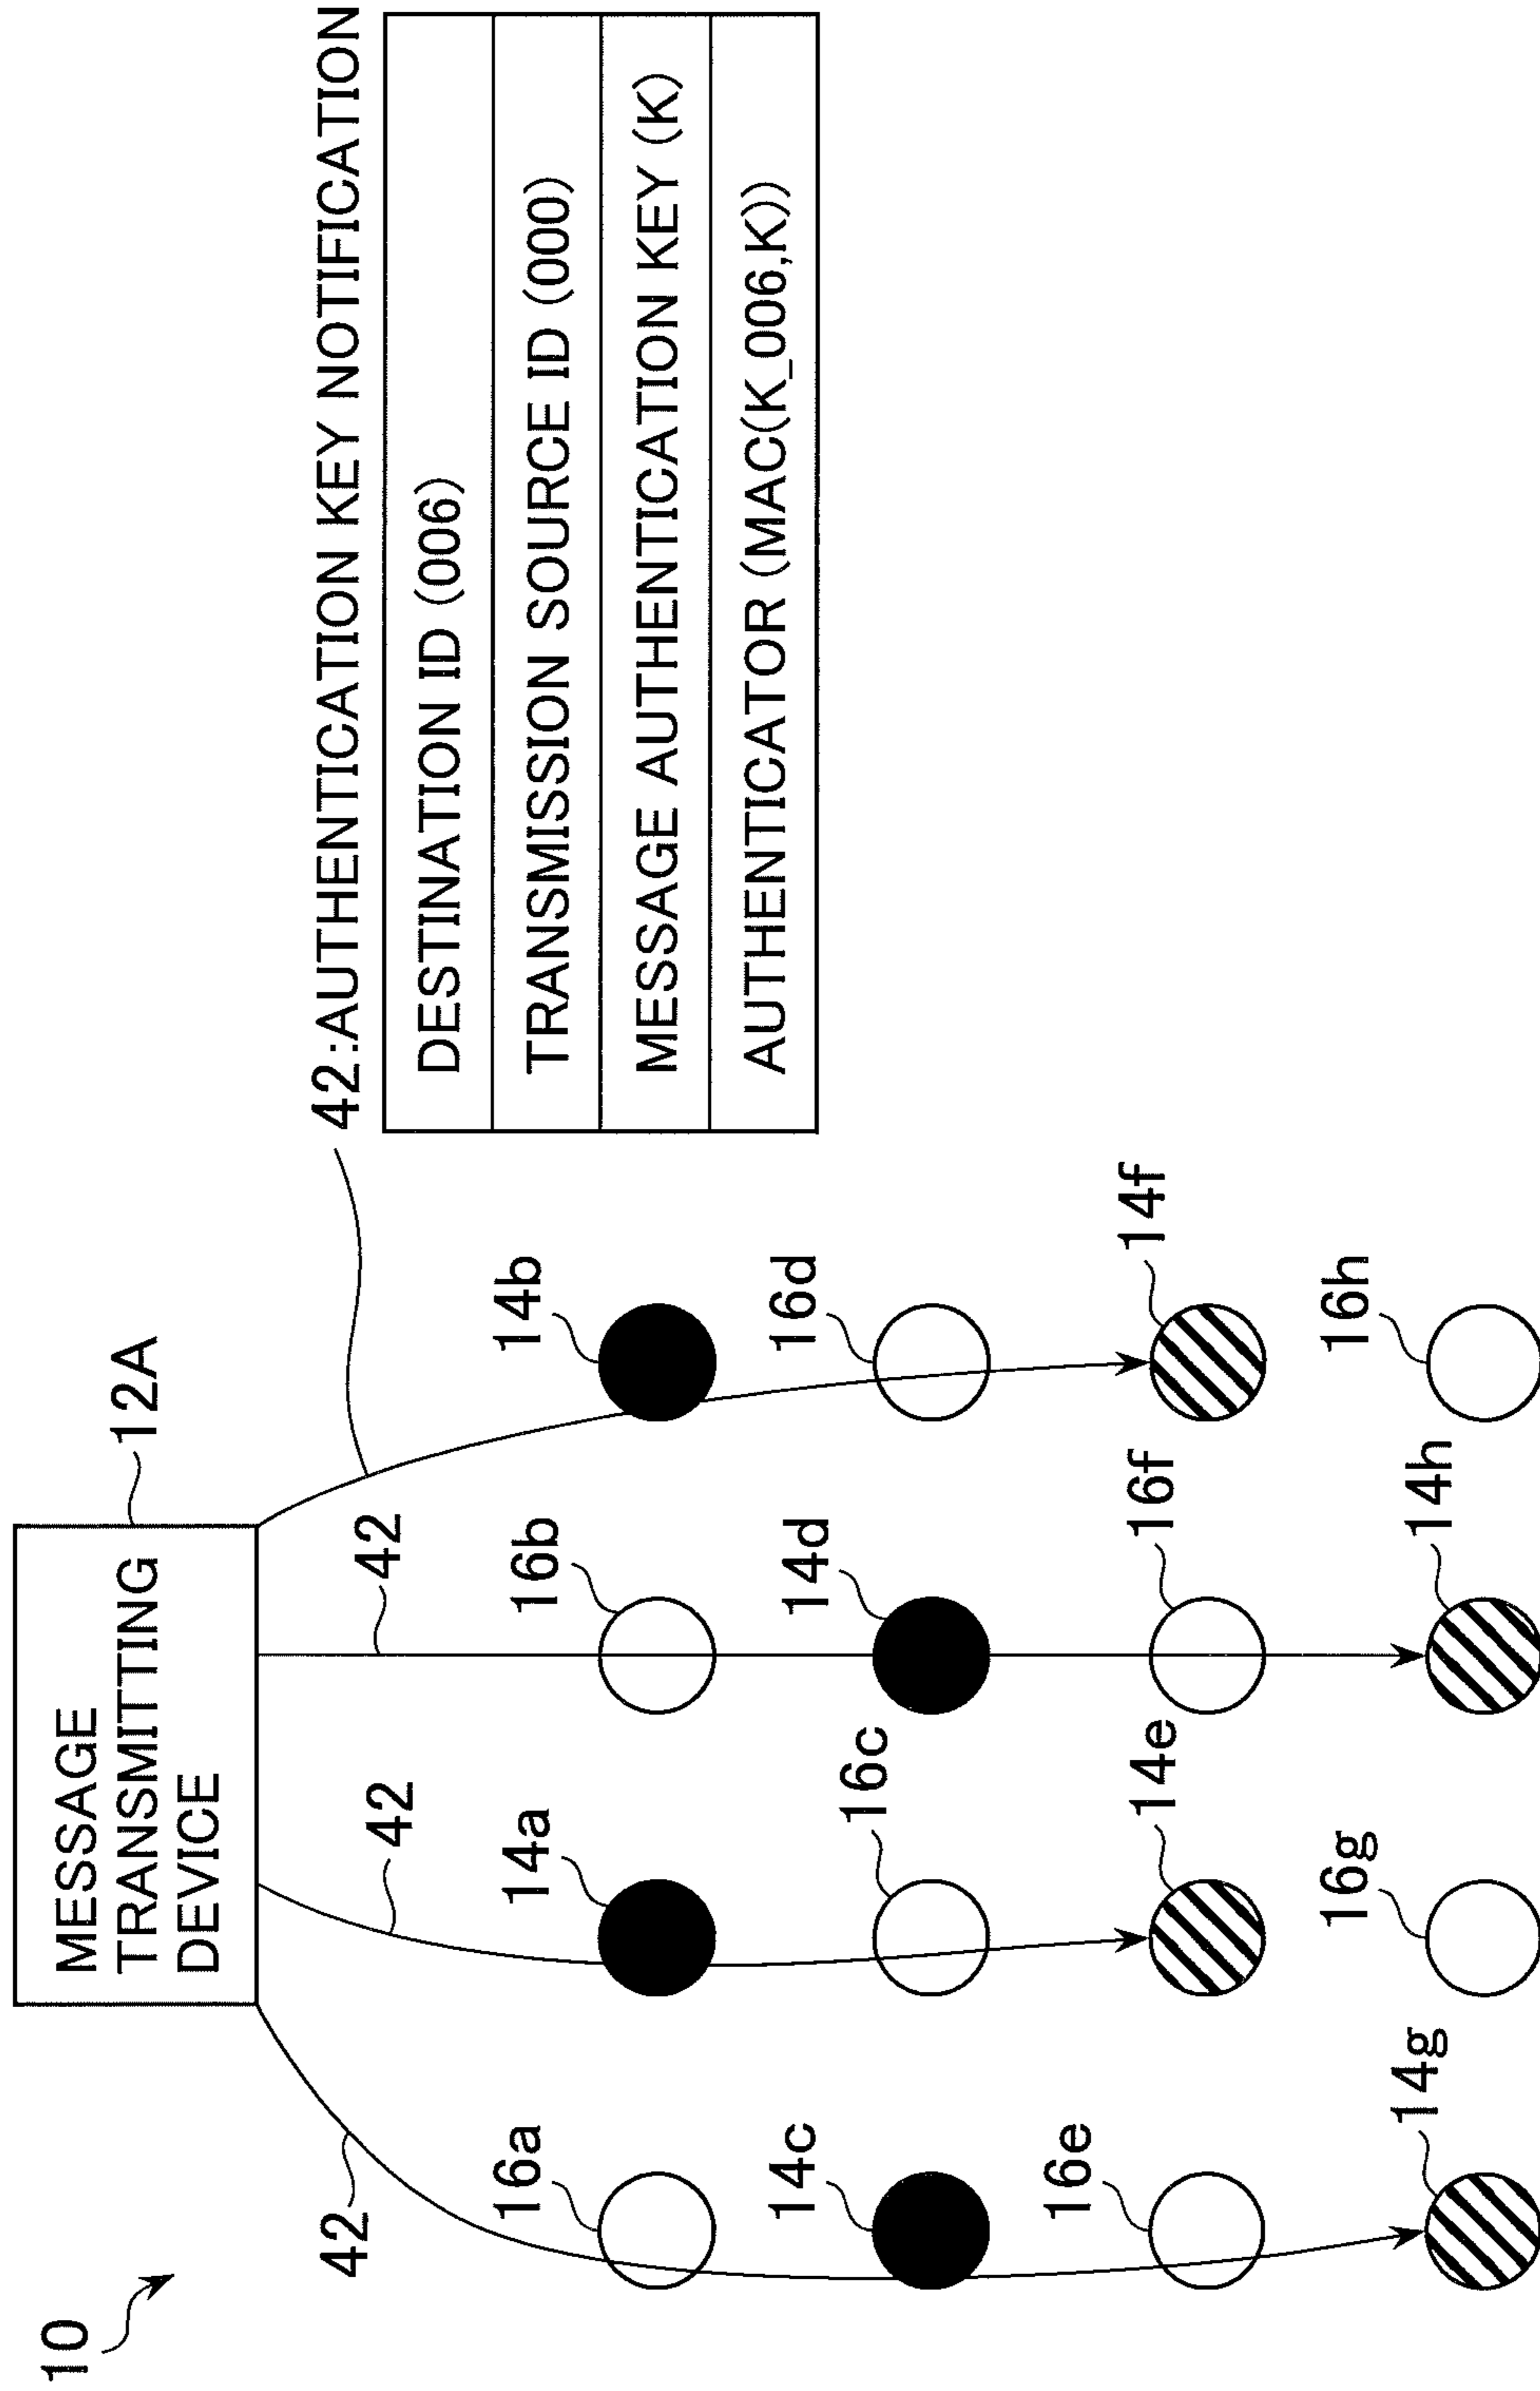 10
MESSAGE
TRANSMITTING
DEVICE
12A
42:AUTHENTICATION KEY NOTIFICATION
DESTINATION ID (006)
TRANSMISSION SOURCE ID (000)
MESSAGE AUTHENTICATION KEY (K)
AUTHENTICATOR (MAC(K_006,K))
42
42
42
16a
14a
16b
14b
14c
16c
14d
16d
16e
14e
16f
14f
14g
16g
14h
16h